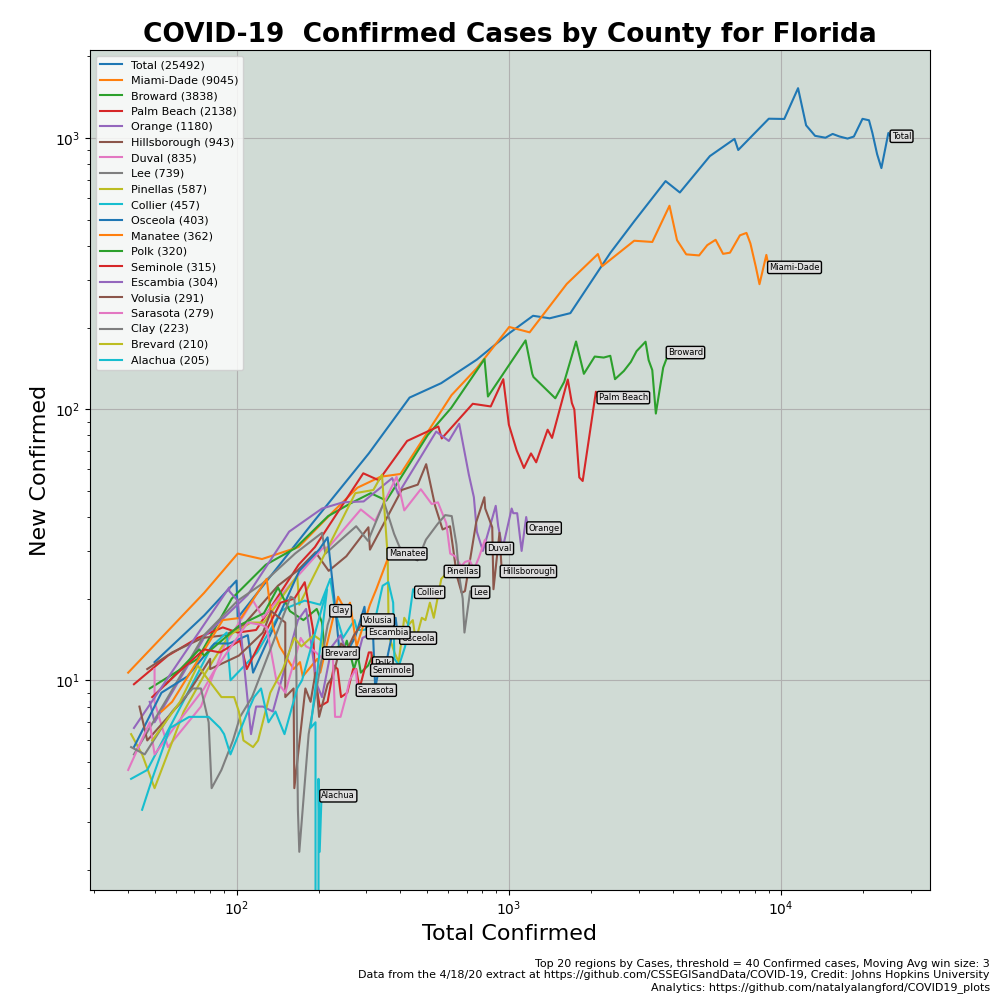 COVID-19  Confirmed Cases by County for Florida
Total (25492)
Miami-Dade (9045)
Broward (3838)
Palm Beach (2138)
Orange (1180)
Hillsborough (943)
Duval (835)
Lee (739)
Pinellas (587)
Collier (457)
Osceola (403)
Manatee (362)
Polk (320)
Seminole (315)
Escambia (304)
Volusia (291)
Sarasota (279)
Clay (223)
Brevard (210)
Alachua (205)
10³
10²
10¹
New Confirmed
Total
Miami-Dade
Broward
Palm Beach
Orange
Duval
Manatee
Pinellas
Hillsborough
Collier
Lee
Clay
Volusia
Escambia
Osceola
Brevard
Polk
Seminole
Sarasota
Alachua
10² 10³ 10⁴
Total Confirmed
Top 20 regions by Cases, threshold = 40 Confirmed cases, Moving Avg win size: 3
Data from the 4/18/20 extract at https://github.com/CSSEGISandData/COVID-19, Credit: Johns Hopkins University
Analytics: https://github.com/natalyalangford/COVID19_plots